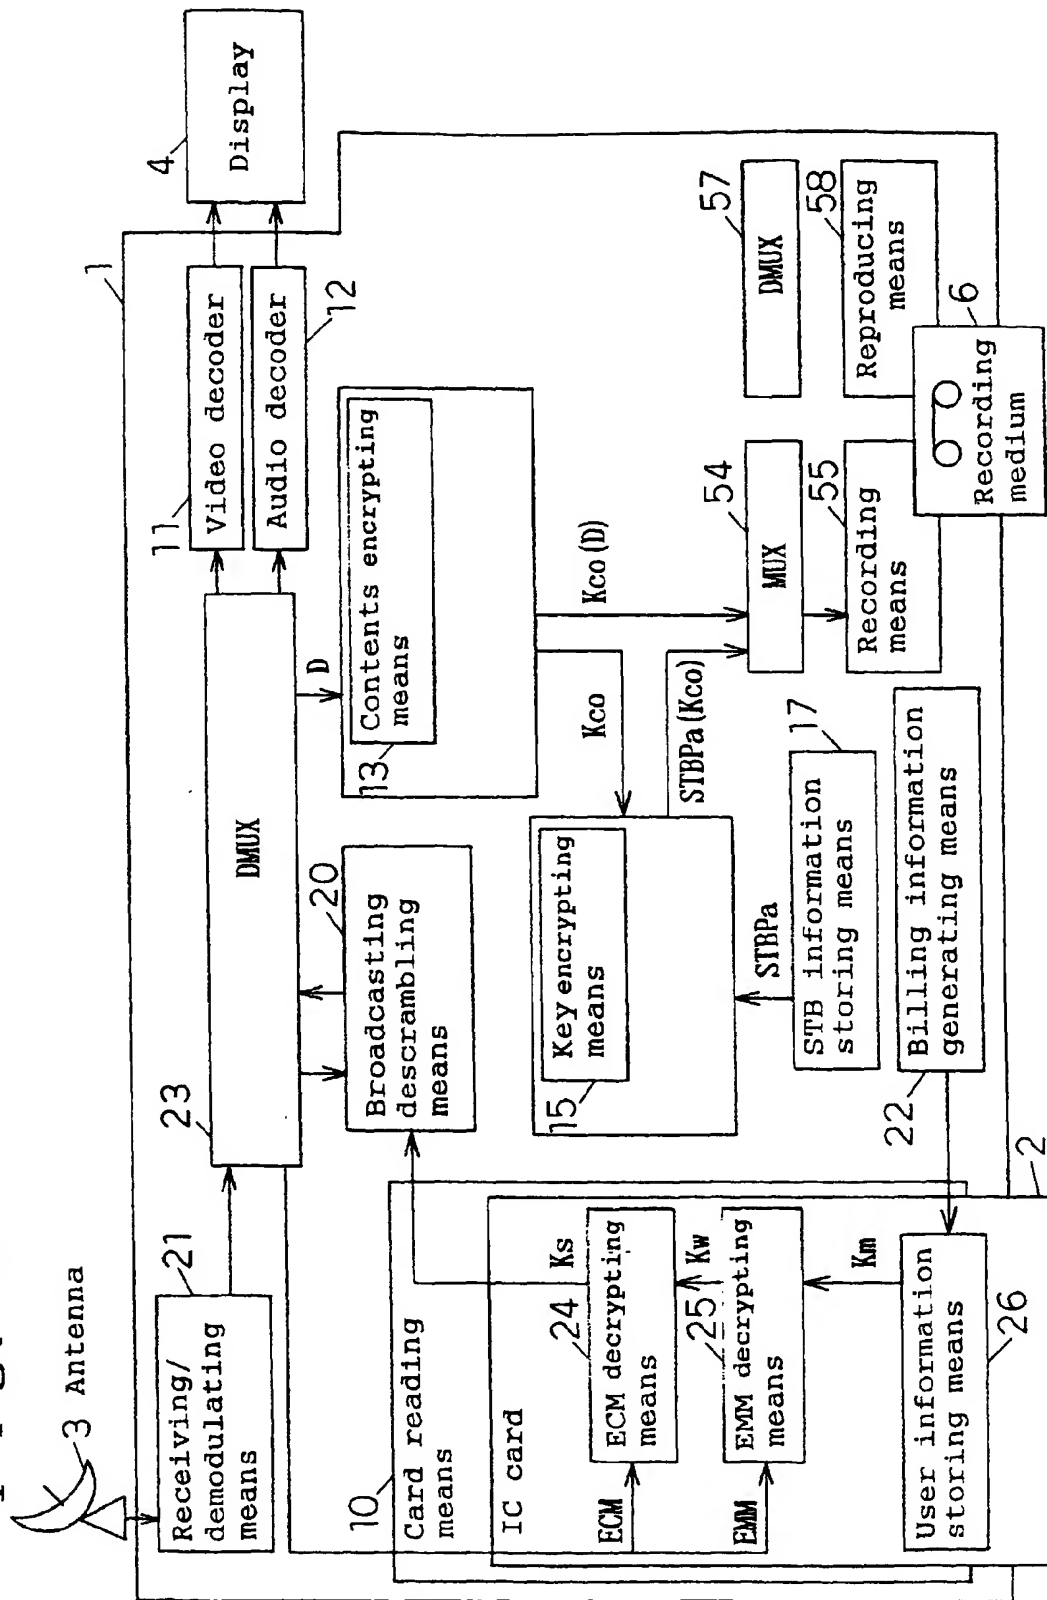 3 Antenna
21
Receiving/
demodulating
means
23
DMUX
1
11
Video decoder
Audio decoder
12
4
Display
D
13
Contents encrypting
means
20
Broadcasting
descrambling
means
10
Card reading
means
IC card
Ks
24
ECM decrypting
means
ECM
Kw
25
EMM decrypting
means
EMM
Km
User information
storing means
26
2
15
Key encrypting
means
Kco
Kco(D)
STBPa(Kco)
STBPa
17
STB information
storing means
22
Billing information
generating means
54
MUX
55
Recording
means
57
DMUX
58
Reproducing
means
6
Recording
medium